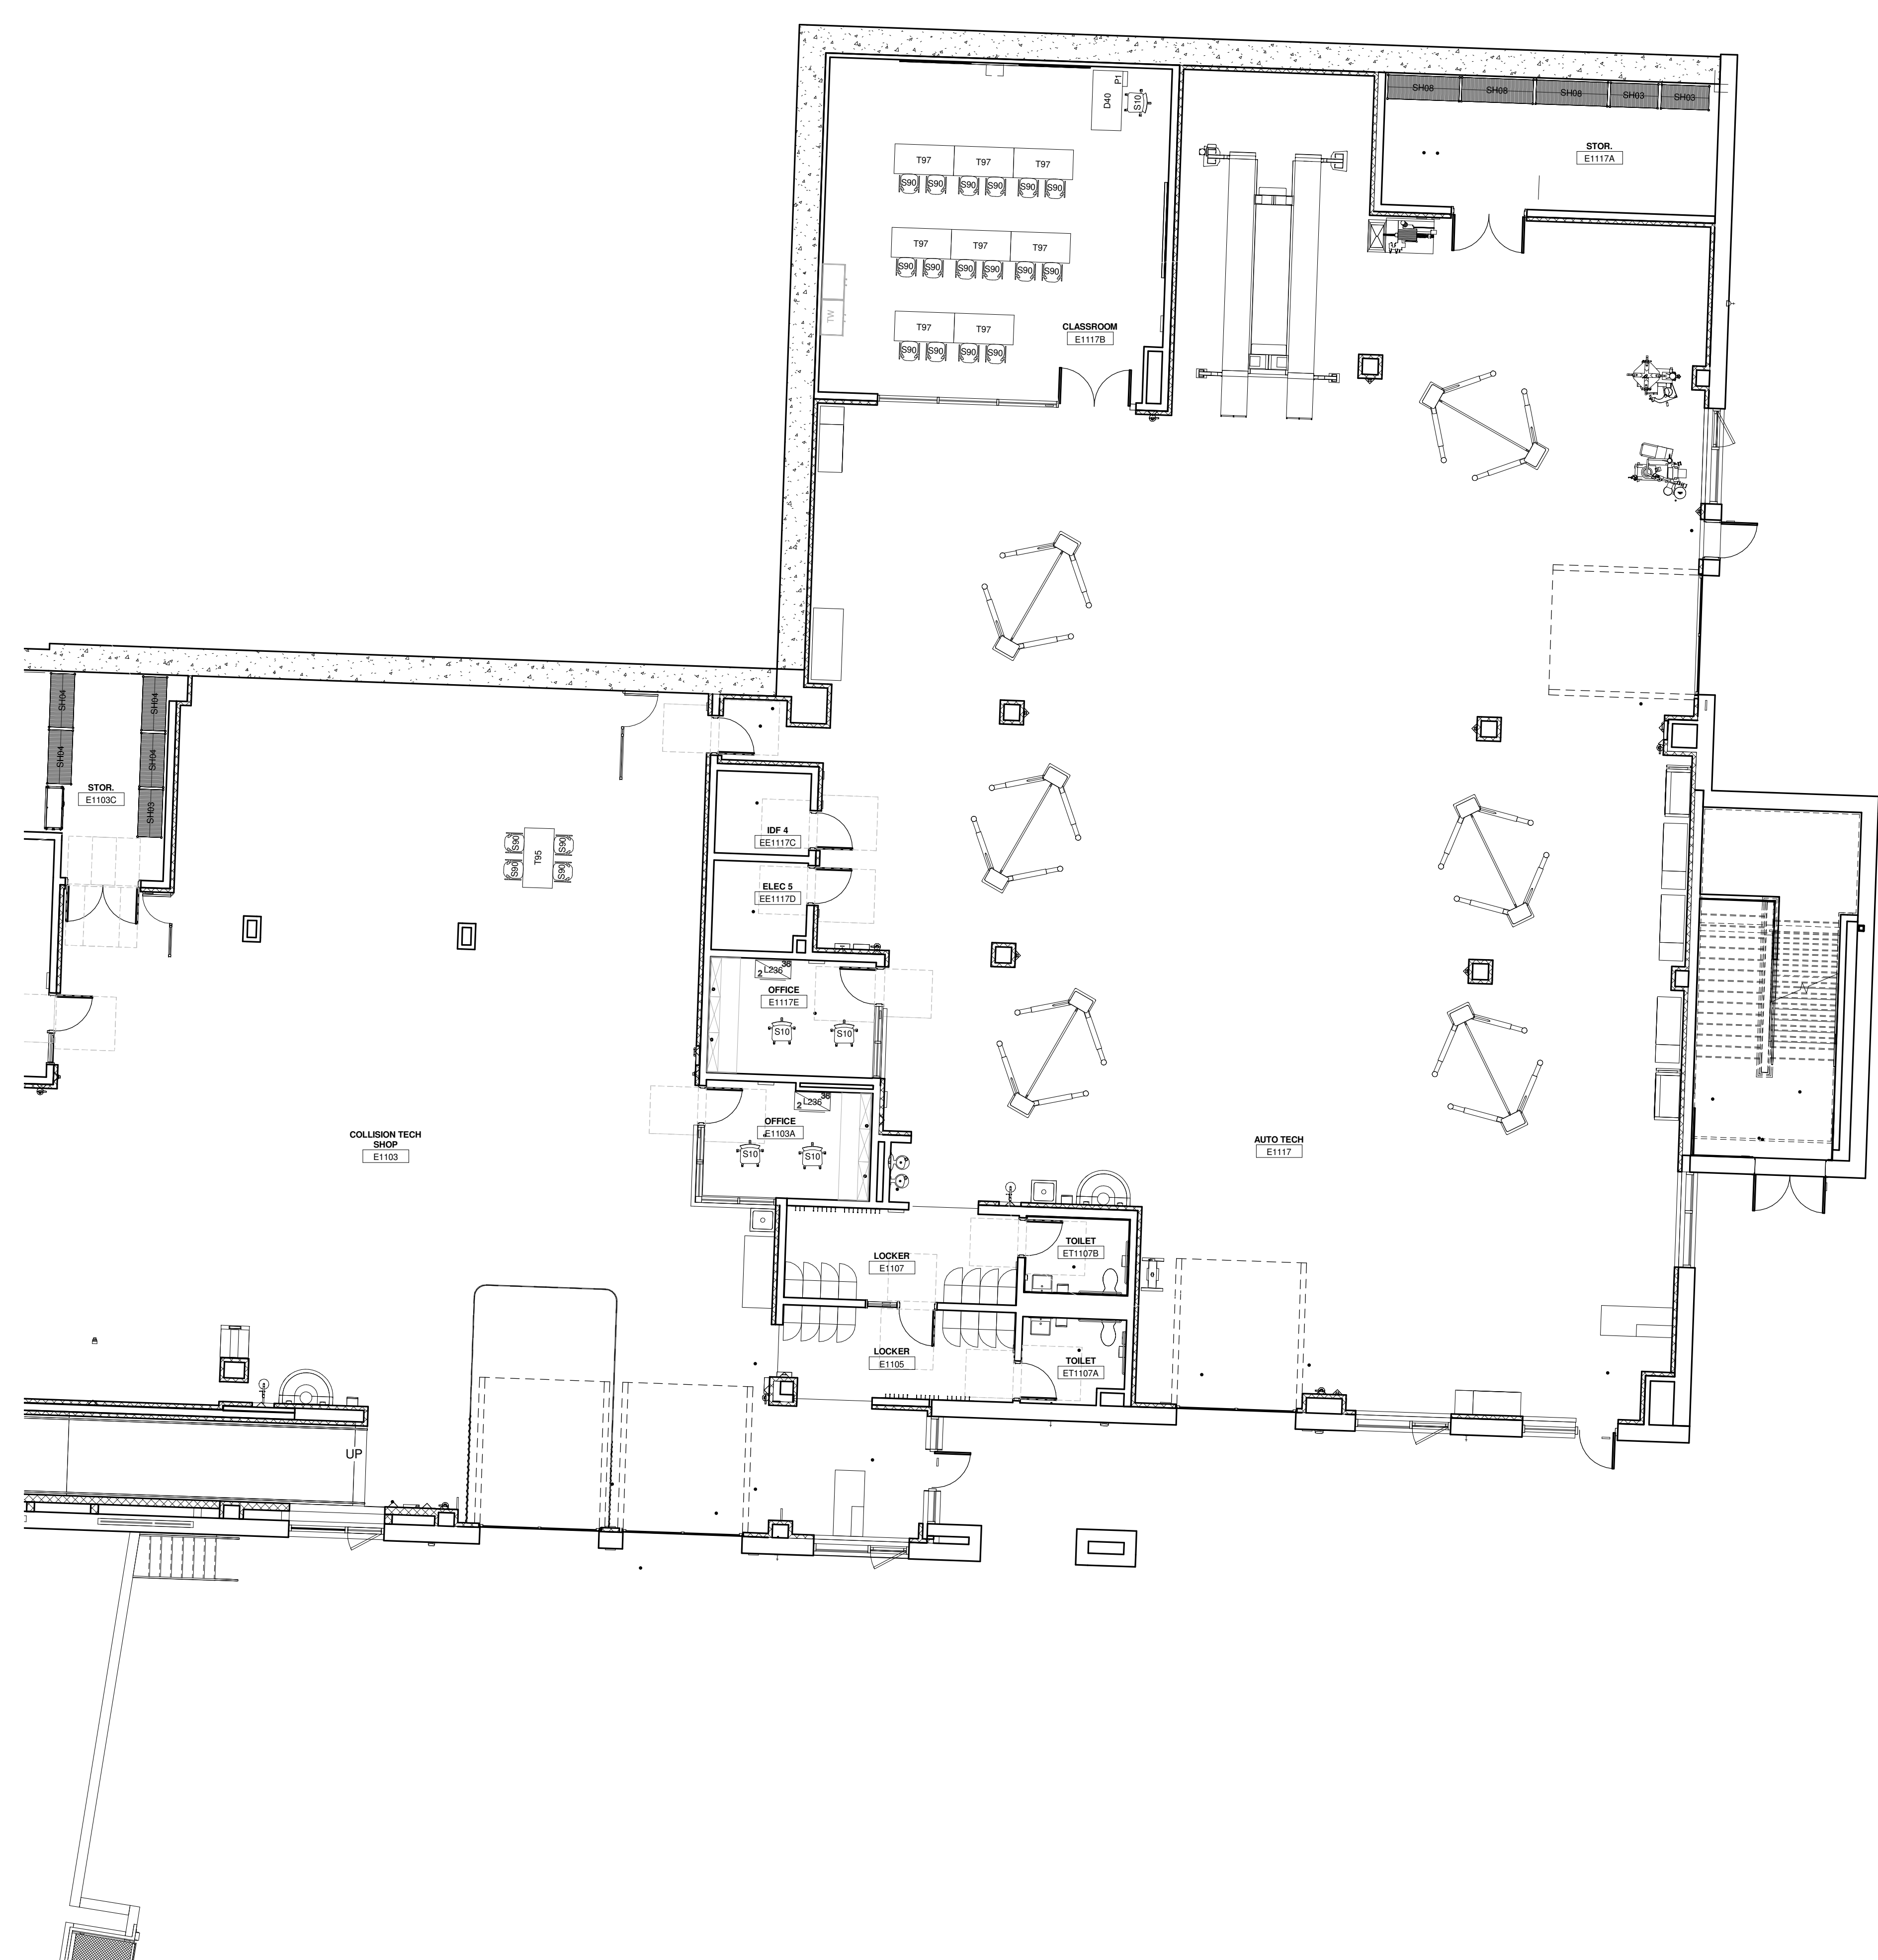 P1
D40
S10
SH08
SH08
SH08
SH03
SH03
STOR.
E1117A
T97
T97
T97
S90
S90
S90
S90
S90
S90
T97
T97
T97
S90
S90
S90
S90
S90
S90
TW
T97
T97
S90
S90
S90
S90
CLASSROOM
E1117B
SH04
SH04
SH04
SH04
SH03
STOR.
E1103C
S90
S90
T95
S90
S90
IDF 4
EE1117C
ELEC 5
EE1117D
36
L236
2
OFFICE
E1117E
S10
S10
36
L236
2
OFFICE
E1103A
S10
S10
COLLISION TECH
SHOP
E1103
AUTO TECH
E1117
LOCKER
E1107
TOILET
ET1107B
LOCKER
E1105
TOILET
ET1107A
UP